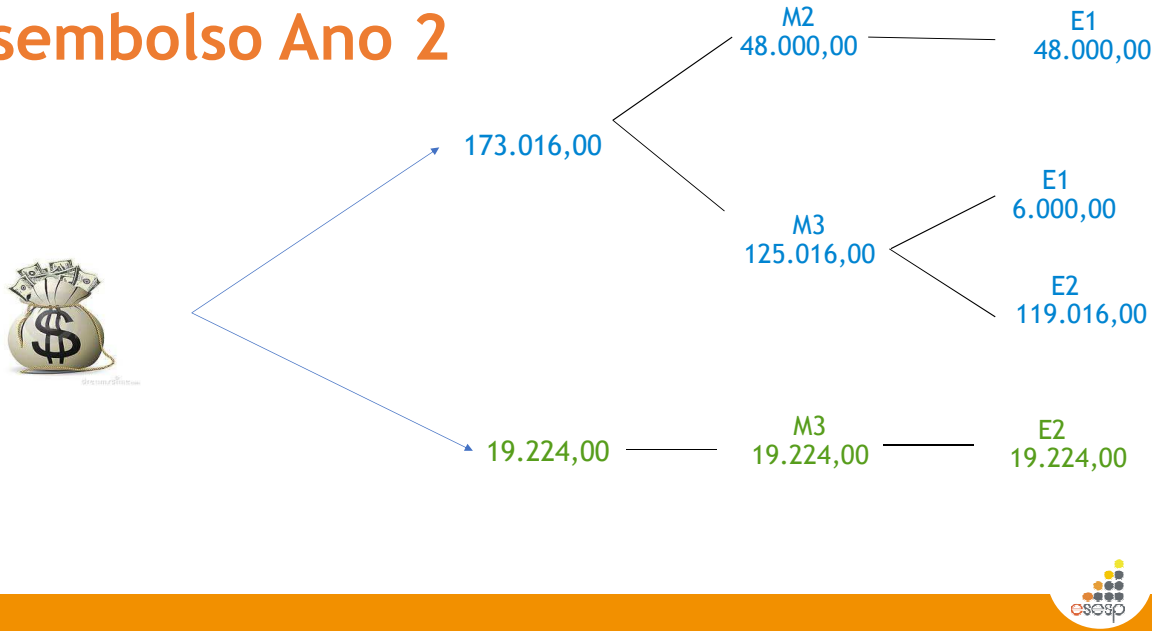 sembolso Ano 2
M2
48.000,00
E1
48.000,00
173.016,00
M3
125.016,00
E1
6.000,00
E2
119.016,00
$
19.224,00
M3
19.224,00
E2
19.224,00
esesp